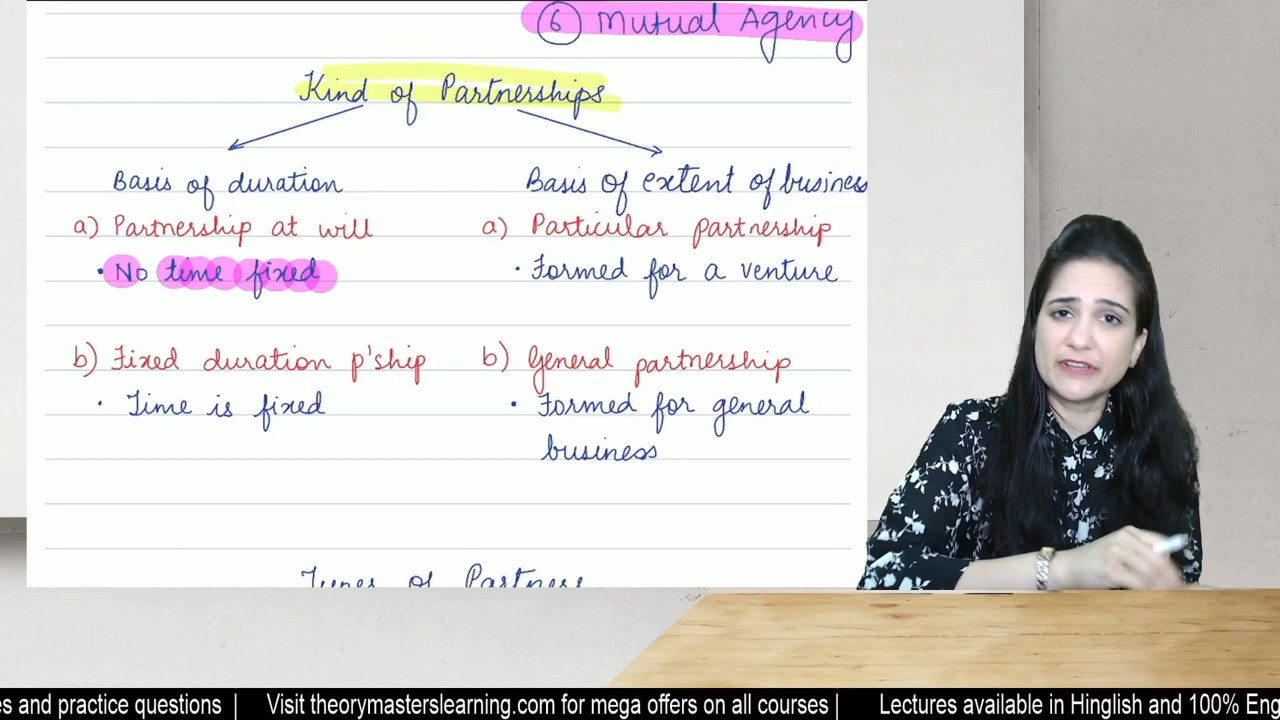 6 Mutual Agency
Kind of Partnerships
Basis of duration
a) Partnership at will
• No time fixed
b) Fixed duration p'ship
• Time is fixed
Basis of extent of business
a) Particular partnership
• Formed for a venture
b) General partnership
• Formed for general
business
Types of Partners
es and practice questions | Visit theorymasterslearning.com for mega offers on all courses | Lectures available in Hinglish and 100% Eng